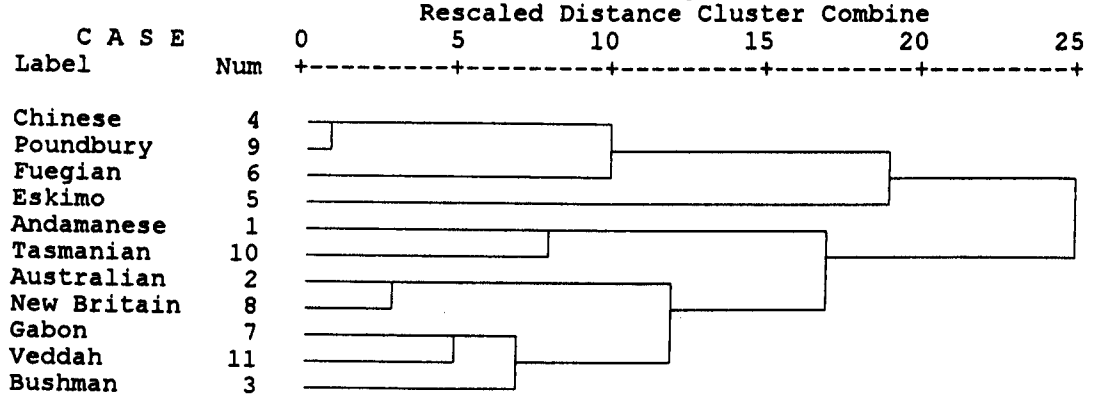 Rescaled Distance Cluster Combine
C A S E 0 5 10 15 20 25
Label Num +---------+---------+---------+---------+---------+
Chinese 4
Poundbury 9
Fuegian 6
Eskimo 5
Andamanese 1
Tasmanian 10
Australian 2
New Britain 8
Gabon 7
Veddah 11
Bushman 3